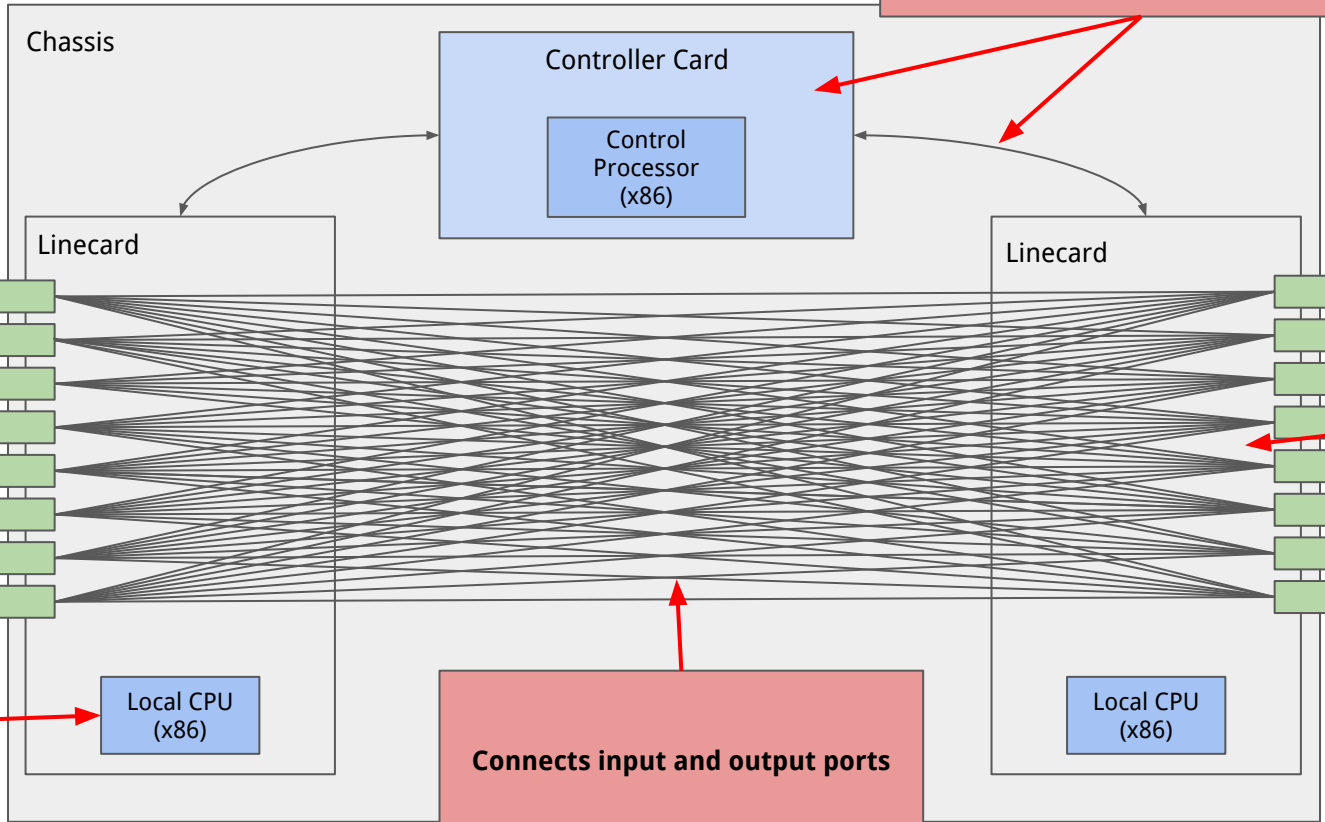 Chassis
Controller Card
Control
Processor
(x86)
Linecard
Linecard
Local CPU
(x86)
Local CPU
(x86)
Connects input and output ports